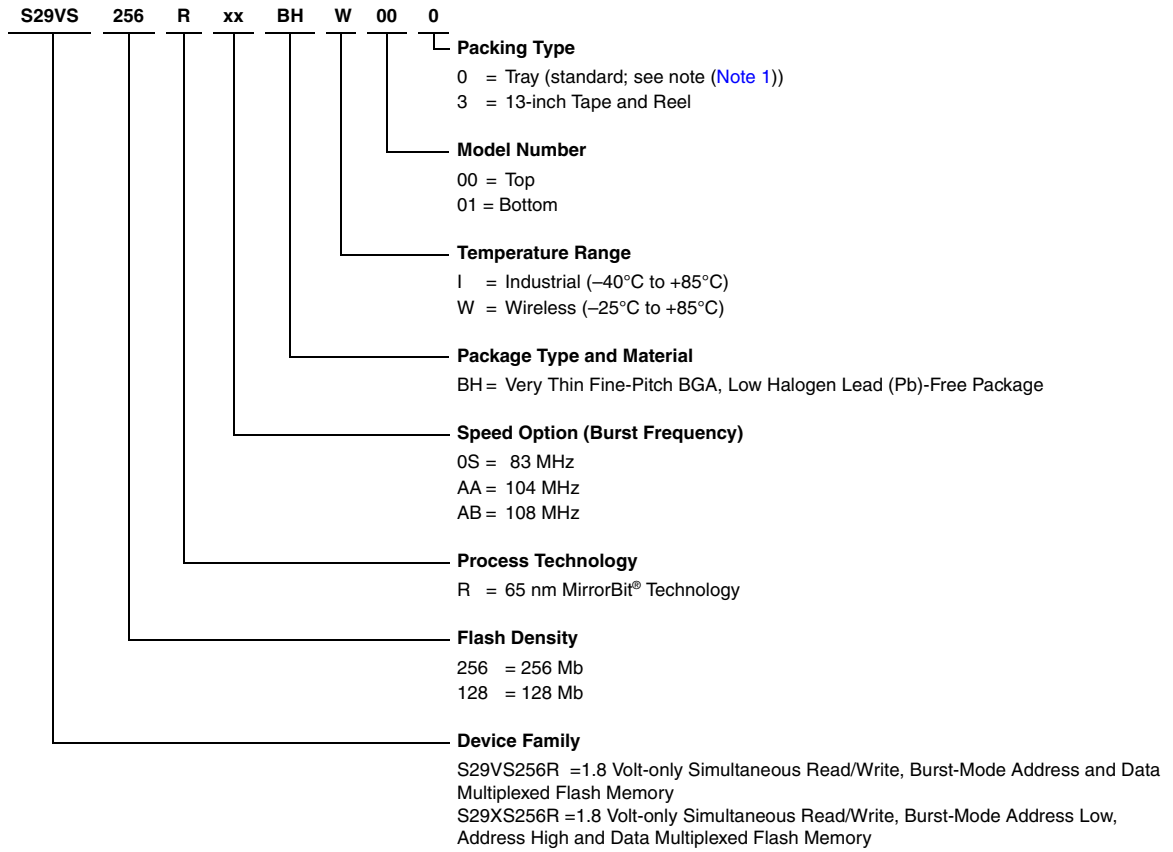 S29VS 256 R xx BH W 00 0
Packing Type
0 = Tray (standard; see note (Note 1))
3 = 13-inch Tape and Reel
Model Number
00 = Top
01 = Bottom
Temperature Range
I = Industrial (–40°C to +85°C)
W = Wireless (–25°C to +85°C)
Package Type and Material
BH = Very Thin Fine-Pitch BGA, Low Halogen Lead (Pb)-Free Package
Speed Option (Burst Frequency)
0S = 83 MHz
AA = 104 MHz
AB = 108 MHz
Process Technology
R = 65 nm MirrorBit® Technology
Flash Density
256 = 256 Mb
128 = 128 Mb
Device Family
S29VS256R =1.8 Volt-only Simultaneous Read/Write, Burst-Mode Address and Data
Multiplexed Flash Memory
S29XS256R =1.8 Volt-only Simultaneous Read/Write, Burst-Mode Address Low,
Address High and Data Multiplexed Flash Memory